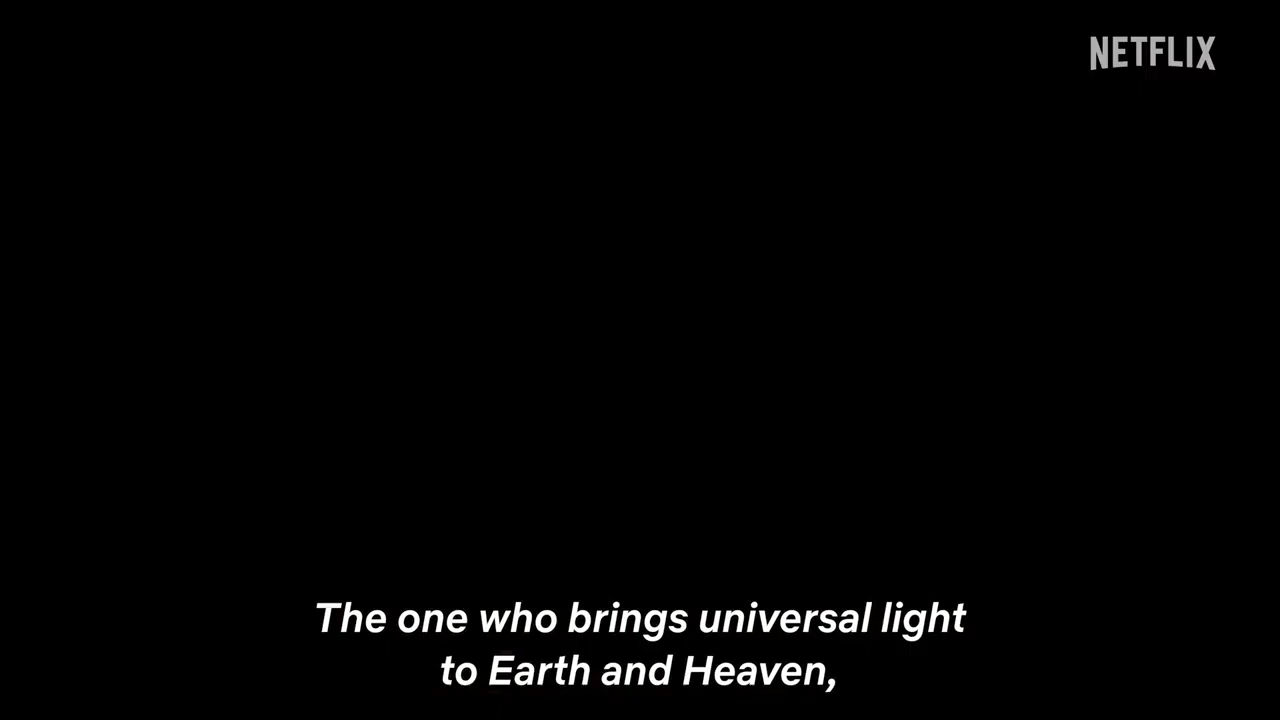 NETFLIX
The one who brings universal light
to Earth and Heaven,